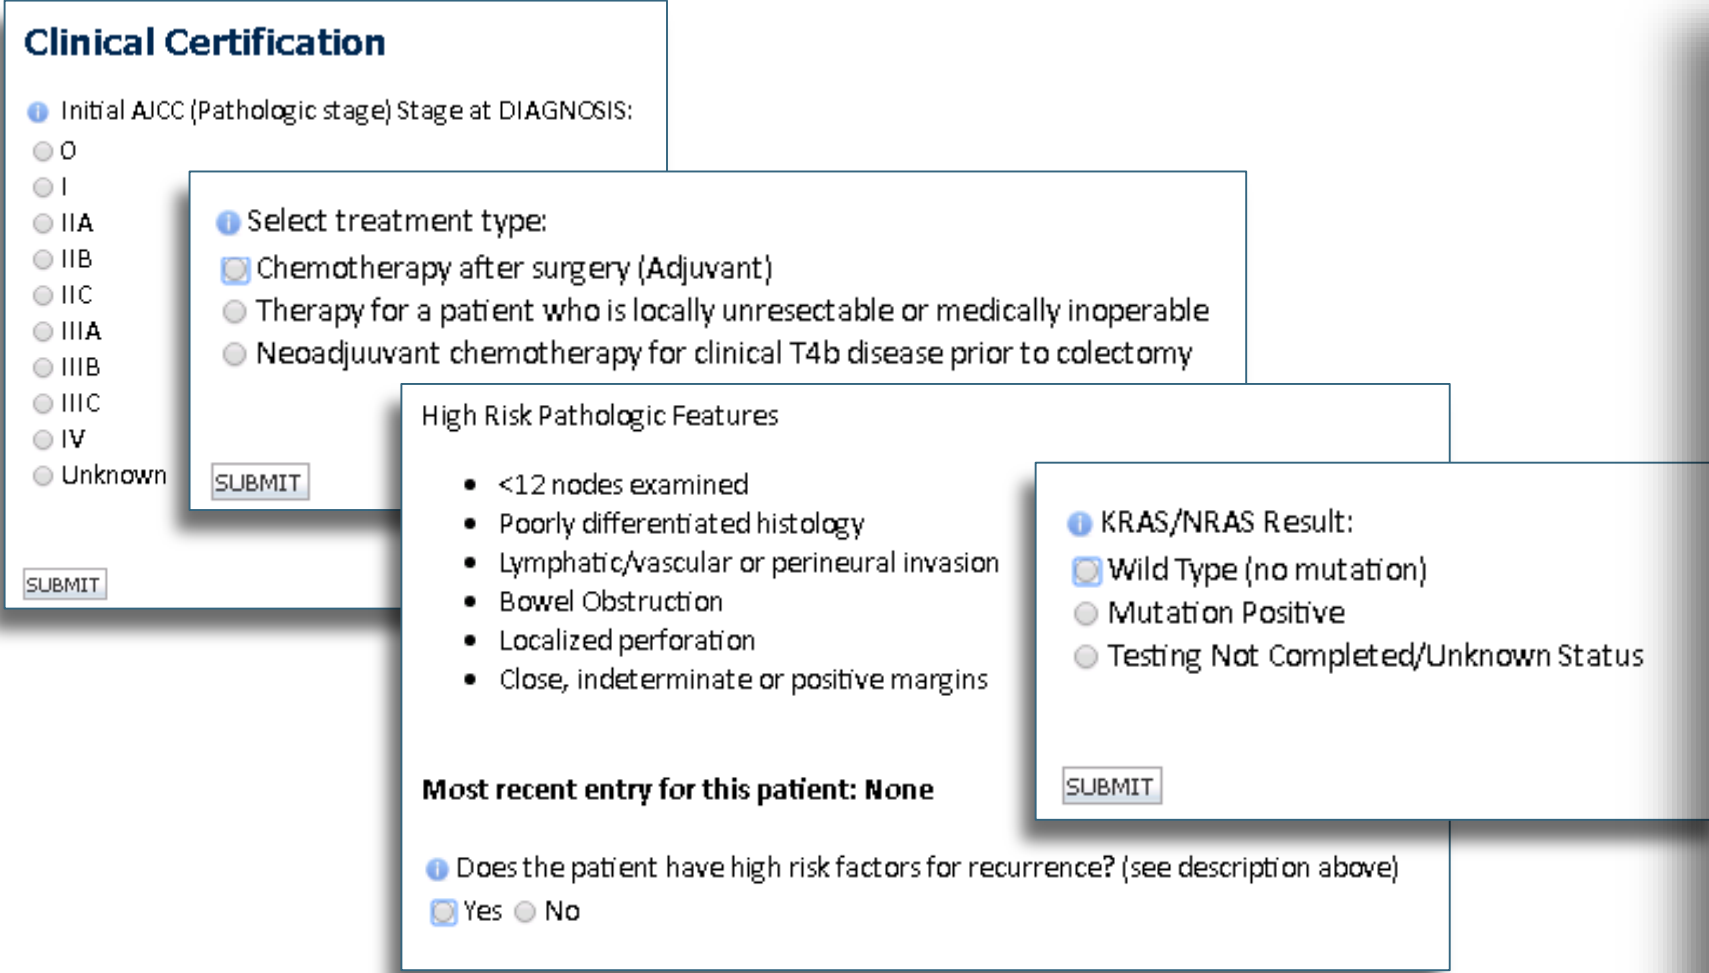 Clinical Certification
Initial AJCC (Pathologic stage) Stage at DIAGNOSIS:
0
I
IIA
IIB
IIC
IIIA
IIIB
IIIC
IV
Unknown
SUBMIT
Select treatment type:
Chemotherapy after surgery (Adjuvant)
Therapy for a patient who is locally unresectable or medically inoperable
Neoadjuuvant chemotherapy for clinical T4b disease prior to colectomy
SUBMIT
High Risk Pathologic Features
• <12 nodes examined
• Poorly differentiated histology
• Lymphatic/vascular or perineural invasion
• Bowel Obstruction
• Localized perforation
• Close, indeterminate or positive margins
Most recent entry for this patient: None
Does the patient have high risk factors for recurrence? (see description above)
Yes No
KRAS/NRAS Result:
Wild Type (no mutation)
Mutation Positive
Testing Not Completed/Unknown Status
SUBMIT